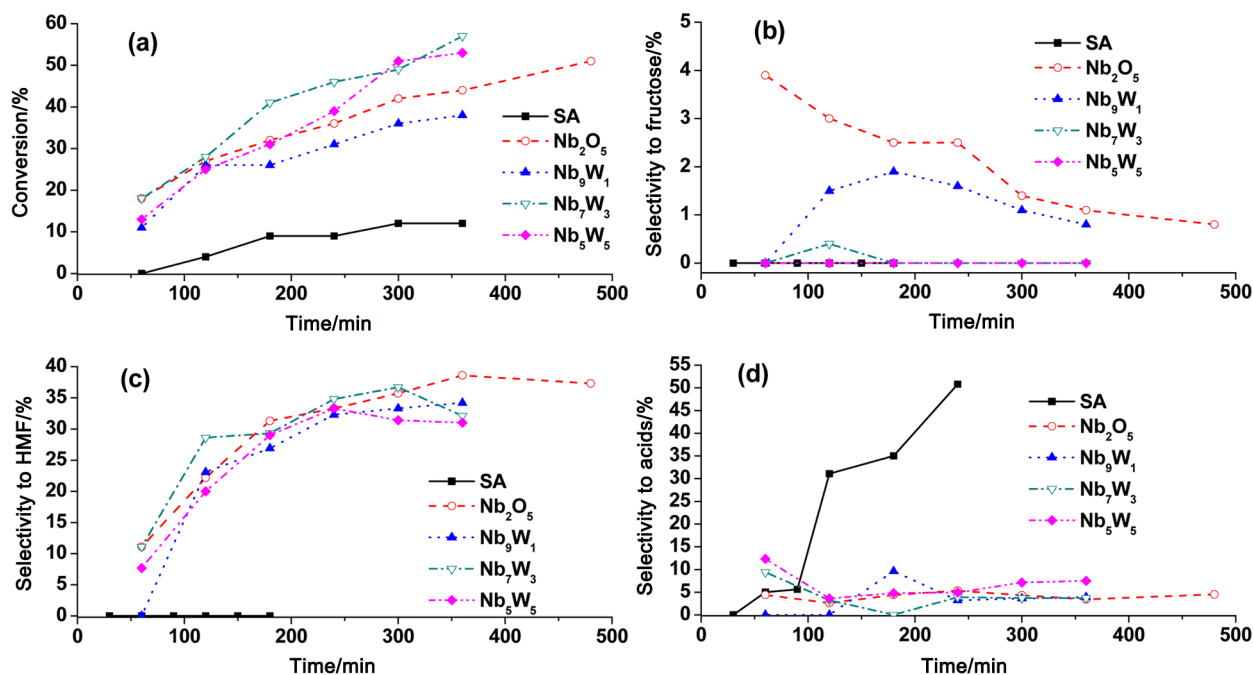 (a)
Conversion/%
60
50
40
30
20
10
0
0 100 200 300 400 500
Time/min
SA
Nb₂O₅
Nb₉W₁
Nb₇W₃
Nb₅W₅
(b)
Selectivity to fructose/%
5
4
3
2
1
0
0 100 200 300 400 500
Time/min
SA
Nb₂O₅
Nb₉W₁
Nb₇W₃
Nb₅W₅
(c)
Selectivity to HMF/%
40
35
30
25
20
15
10
5
0
0 100 200 300 400 500
Time/min
SA
Nb₂O₅
Nb₉W₁
Nb₇W₃
Nb₅W₅
(d)
Selectivity to acids/%
55
50
45
40
35
30
25
20
15
10
5
0
0 100 200 300 400 500
Time/min
SA
Nb₂O₅
Nb₉W₁
Nb₇W₃
Nb₅W₅